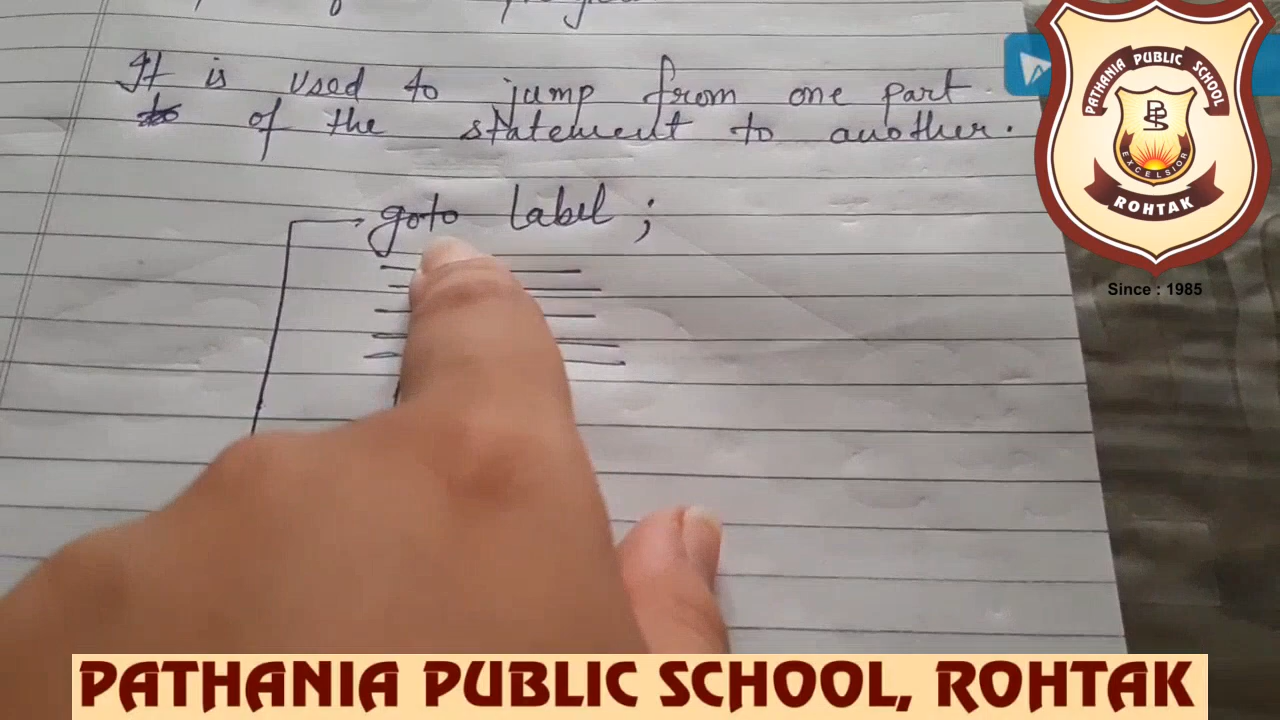 It is used to jump from one part
of the statement to another.
goto label ;
PATHANIA PUBLIC SCHOOL
PBS
EXCELSIOR
ROHTAK
Since : 1985
PATHANIA PUBLIC SCHOOL, ROHTAK